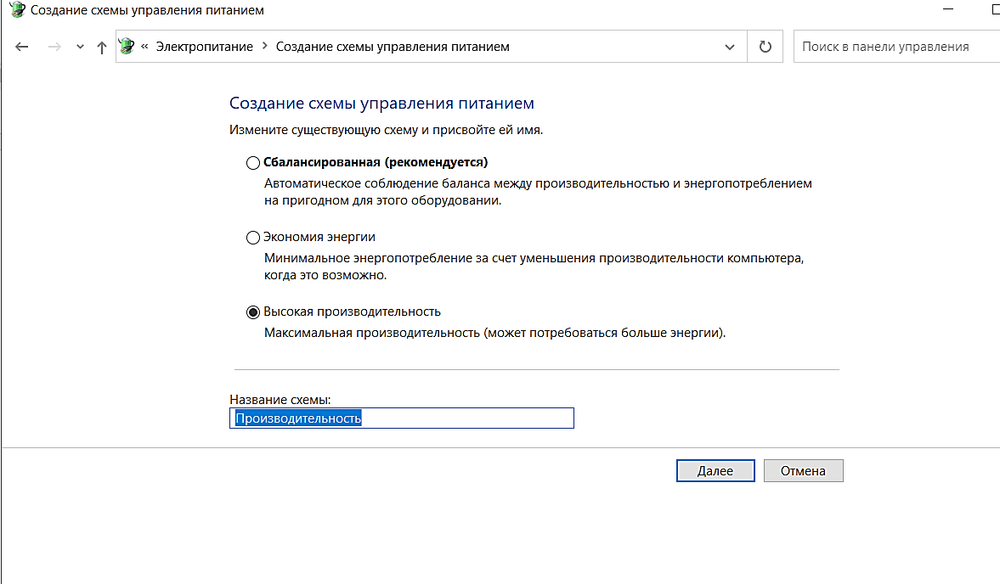 Создание схемы управления питанием
« Электропитание > Создание схемы управления питанием
Поиск в панели управления
Создание схемы управления питанием
Измените существующую схему и присвойте ей имя.
Сбалансированная (рекомендуется)
Автоматическое соблюдение баланса между производительностью и энергопотреблением
на пригодном для этого оборудовании.
Экономия энергии
Минимальное энергопотребление за счет уменьшения производительности компьютера,
когда это возможно.
Высокая производительность
Максимальная производительность (может потребоваться больше энергии).
Название схемы:
Производительность
Далее
Отмена